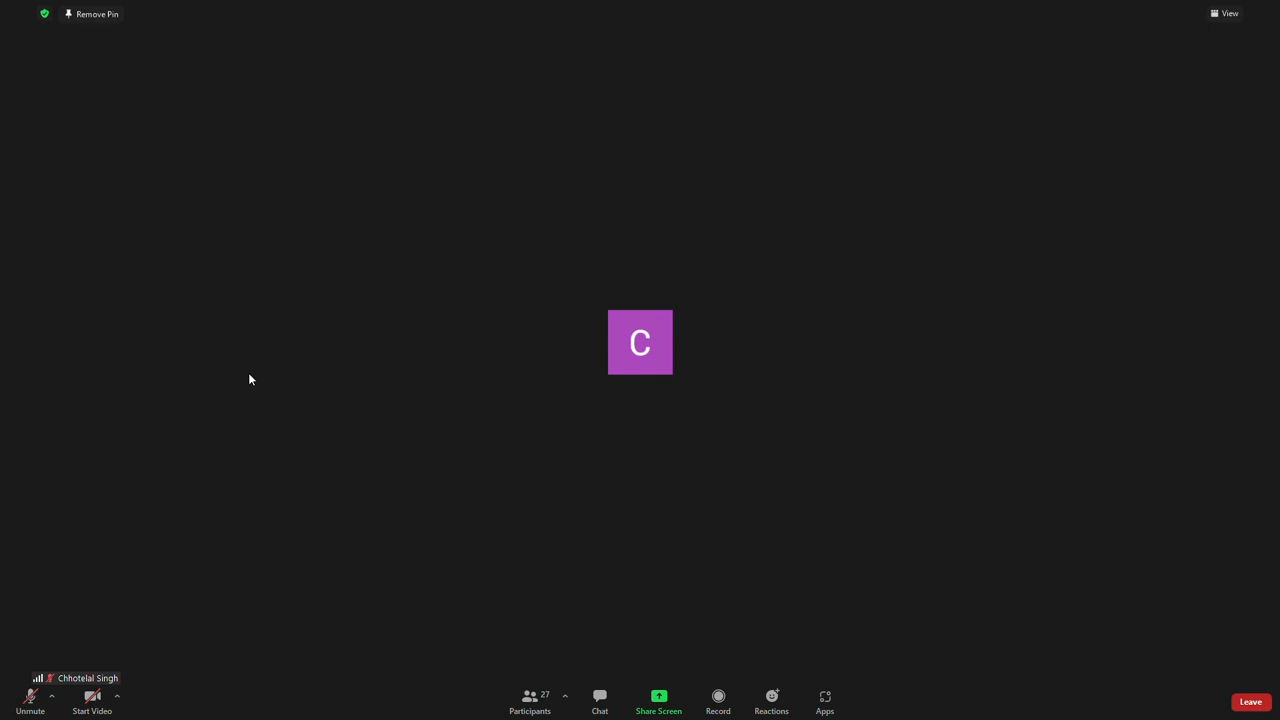 Remove Pin
View
C
Chhotelal Singh
Unmute
Start Video
27
Participants
Chat
Share Screen
Record
Reactions
Apps
Leave